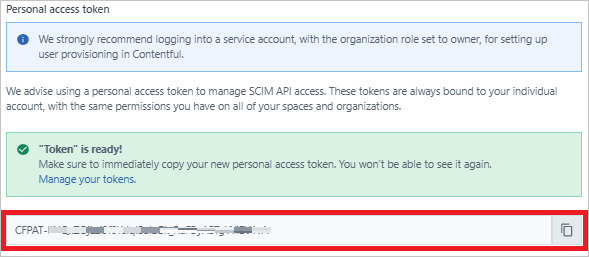 Personal access token
We strongly recommend logging into a service account, with the organization role set to owner, for setting up
user provisioning in Contentful.
We advise using a personal access token to manage SCIM API access. These tokens are always bound to your individual
account, with the same permissions you have on all of your spaces and organizations.
"Token" is ready!
Make sure to immediately copy your new personal access token. You won't be able to see it again.
Manage your tokens.
CFPAT-